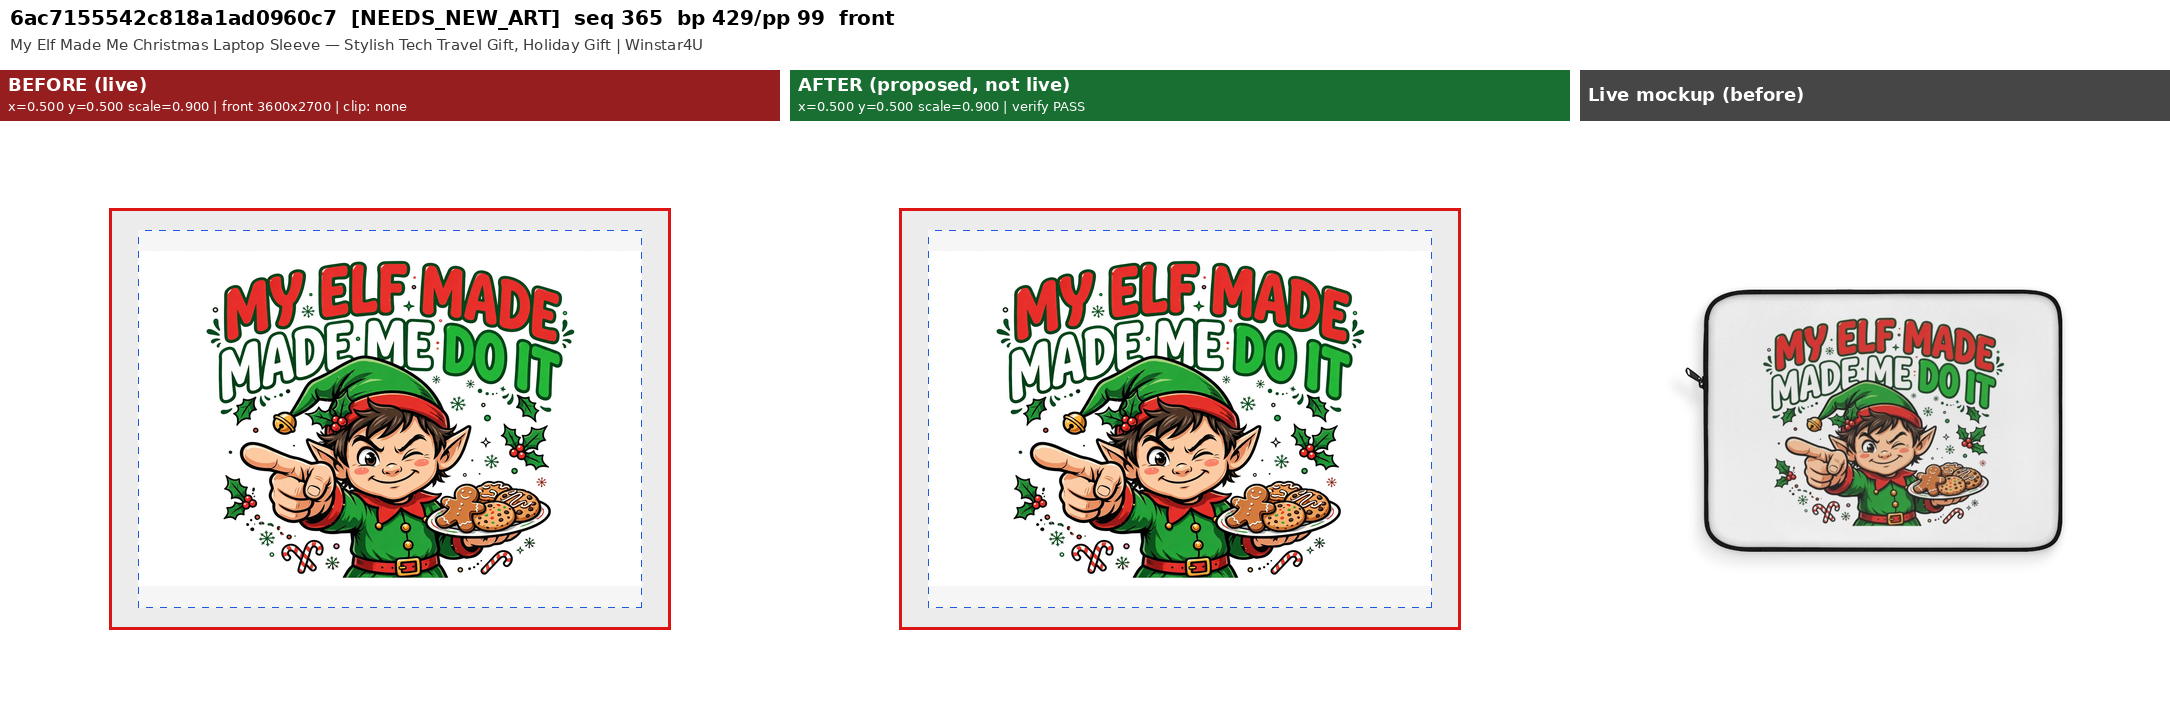 6ac7155542c818a1ad0960c7 [NEEDS_NEW_ART] seq 365 bp 429/pp 99 front
My Elf Made Me Christmas Laptop Sleeve — Stylish Tech Travel Gift, Holiday Gift | Winstar4U
BEFORE (live)
x=0.500 y=0.500 scale=0.900 | front 3600x2700 | clip: none
AFTER (proposed, not live)
x=0.500 y=0.500 scale=0.900 | verify PASS
Live mockup (before)
MY ELF MADE
MADE ME DO IT
MY ELF MADE
MADE ME DO IT
MY ELF MADE
MADE ME DO IT